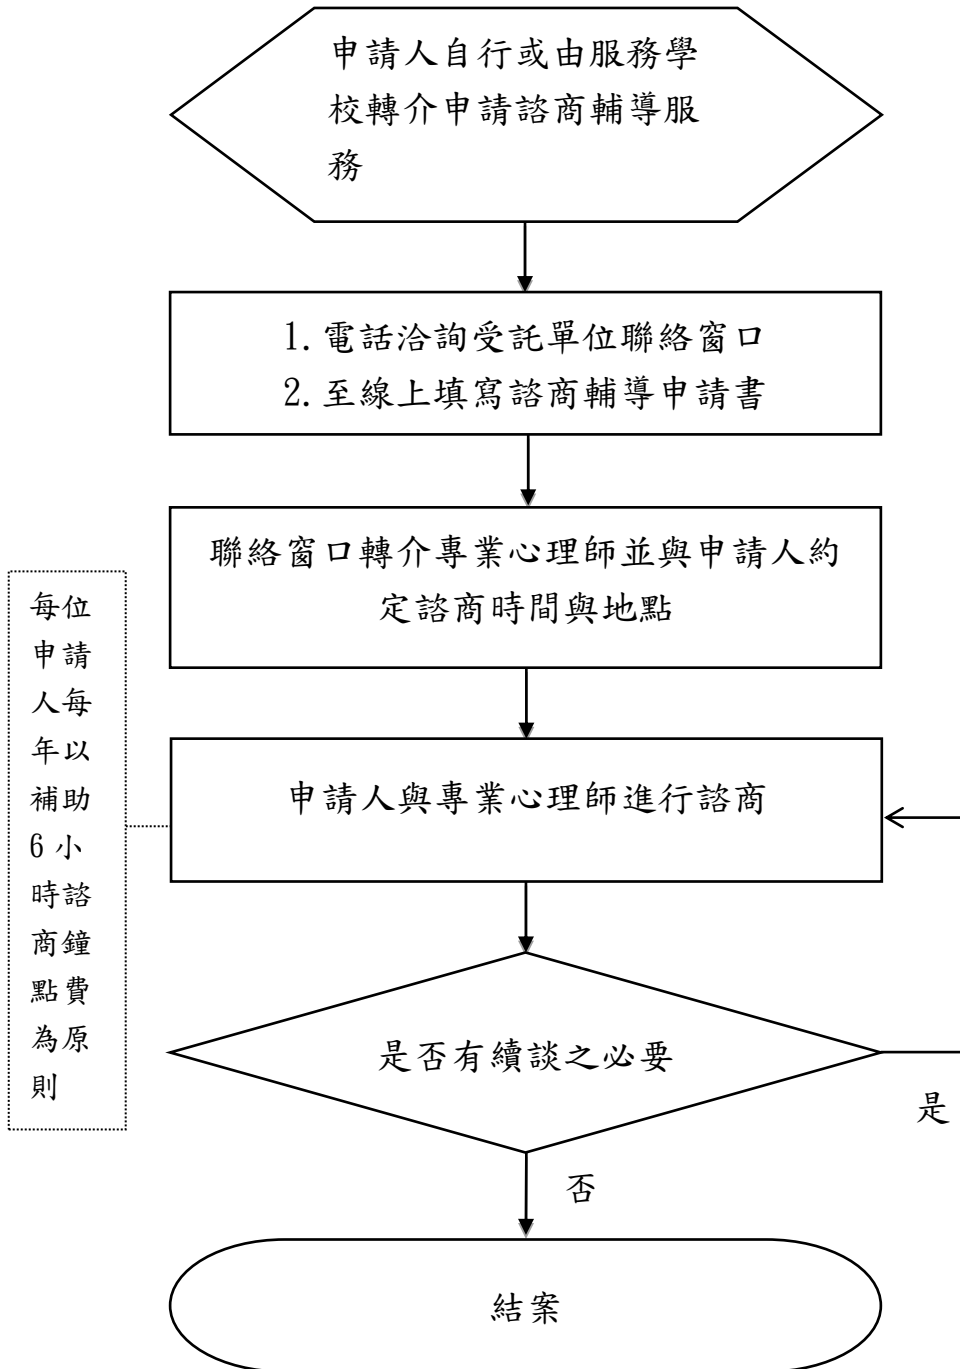 申請人自行或由服務學
校轉介申請諮商輔導服
務
1. 電話洽詢受託單位聯絡窗口
2. 至線上填寫諮商輔導申請書
聯絡窗口轉介專業心理師並與申請人約
定諮商時間與地點
每位
申請
人每
年以
補助
6 小
時諮
商鐘
點費
為原
則
申請人與專業心理師進行諮商
是否有續談之必要
是
否
結案